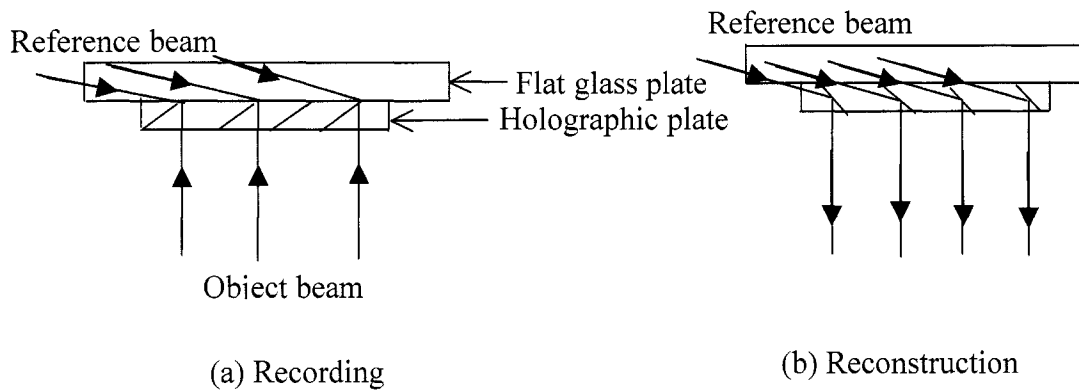 Reference beam
Flat glass plate
Holographic plate
Object beam
(a) Recording
Reference beam
(b) Reconstruction